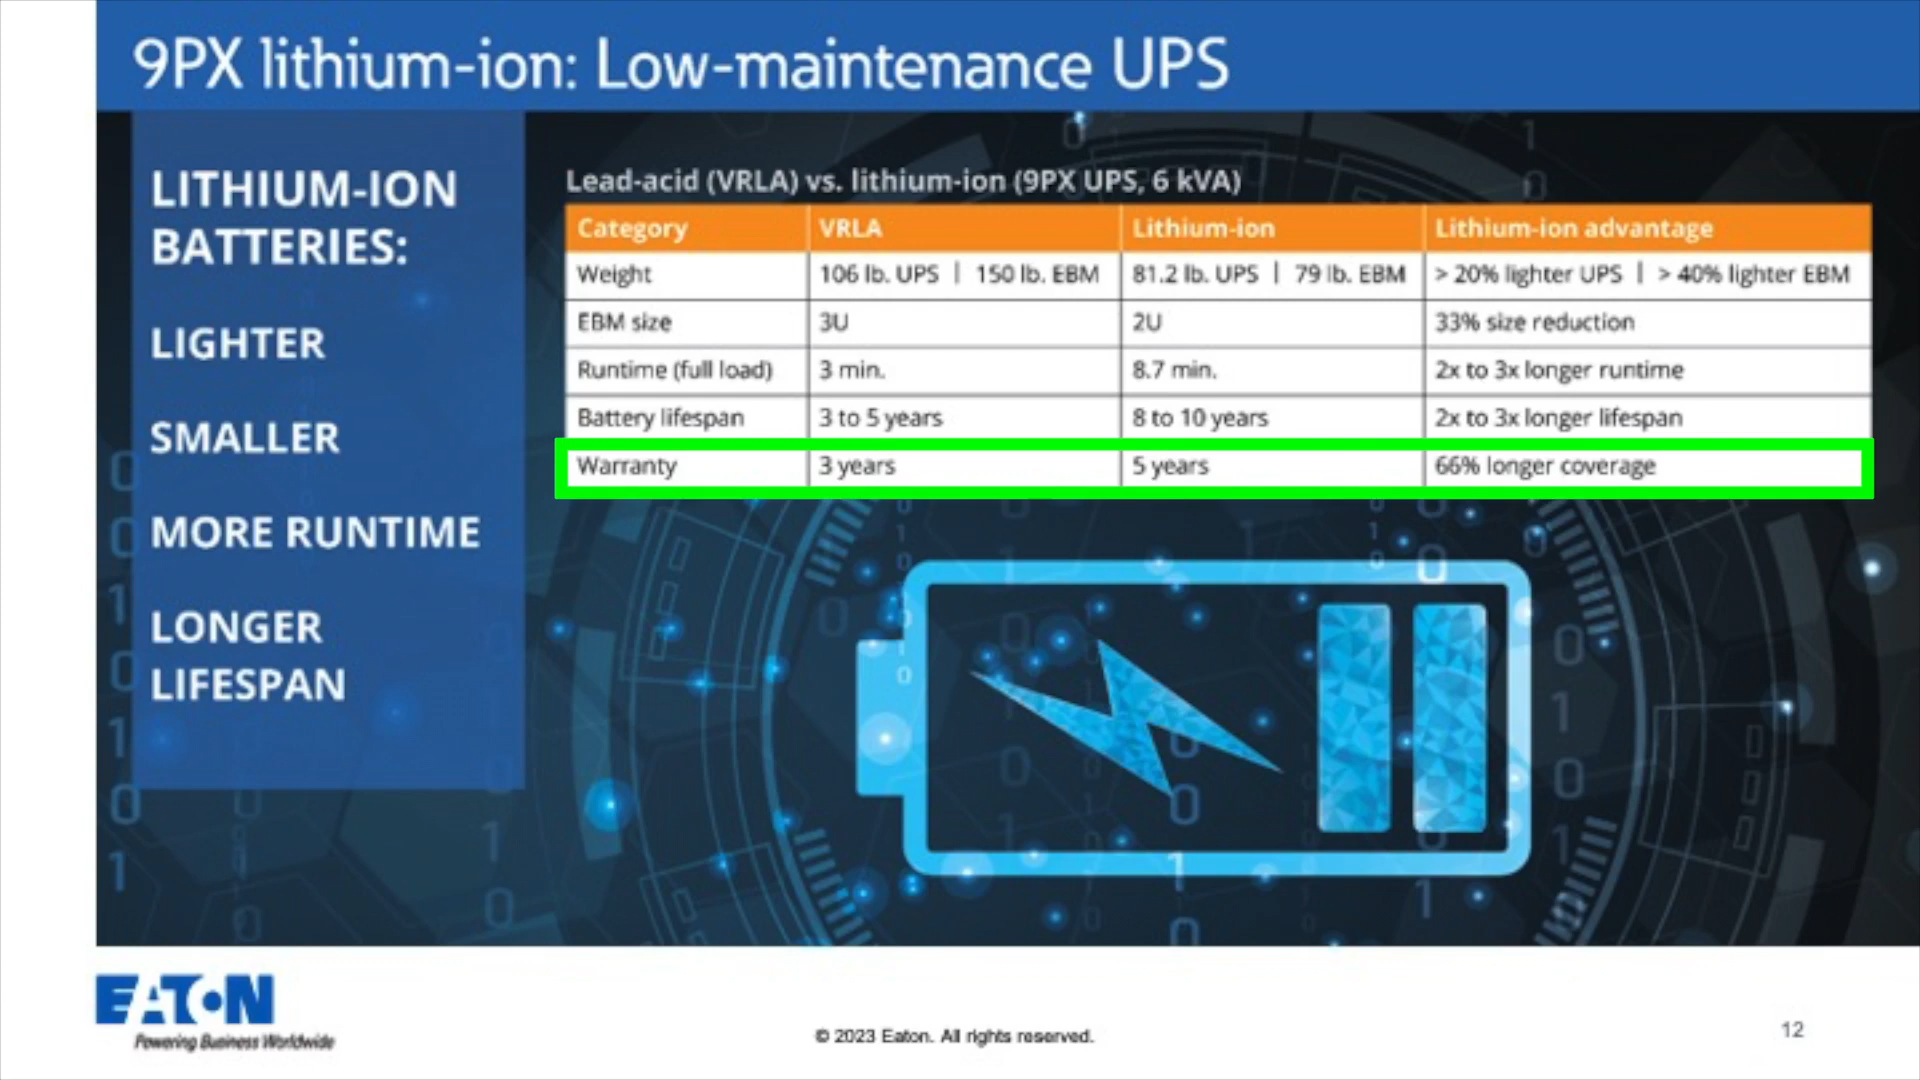 9PX lithium-ion: Low-maintenance UPS
LITHIUM-ION
BATTERIES:
LIGHTER
SMALLER
MORE RUNTIME
LONGER
LIFESPAN
Lead-acid (VRLA) vs. lithium-ion (9PX UPS, 6 kVA)
Category VRLA Lithium-ion Lithium-ion advantage
Weight 106 lb. UPS | 150 lb. EBM 81.2 lb. UPS | 79 lb. EBM > 20% lighter UPS | > 40% lighter EBM
EBM size 3U 2U 33% size reduction
Runtime (full load) 3 min. 8.7 min. 2x to 3x longer runtime
Battery lifespan 3 to 5 years 8 to 10 years 2x to 3x longer lifespan
Warranty 3 years 5 years 66% longer coverage
EATON
Powering Business Worldwide
© 2023 Eaton. All rights reserved.
12